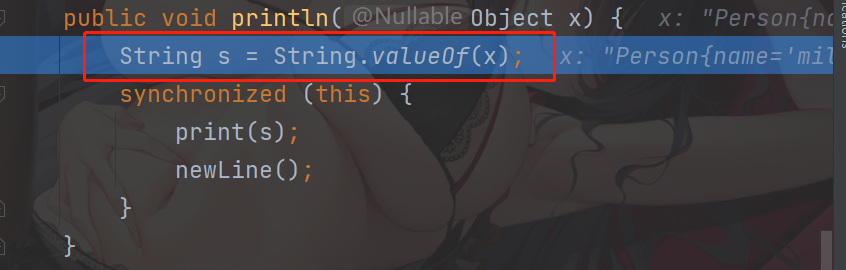 public void println( @Nullable Object x) {  x: "Person{na
String s = String.valueOf(x);  x: "Person{name='mil
synchronized (this) {
print(s);
newLine();
}
}